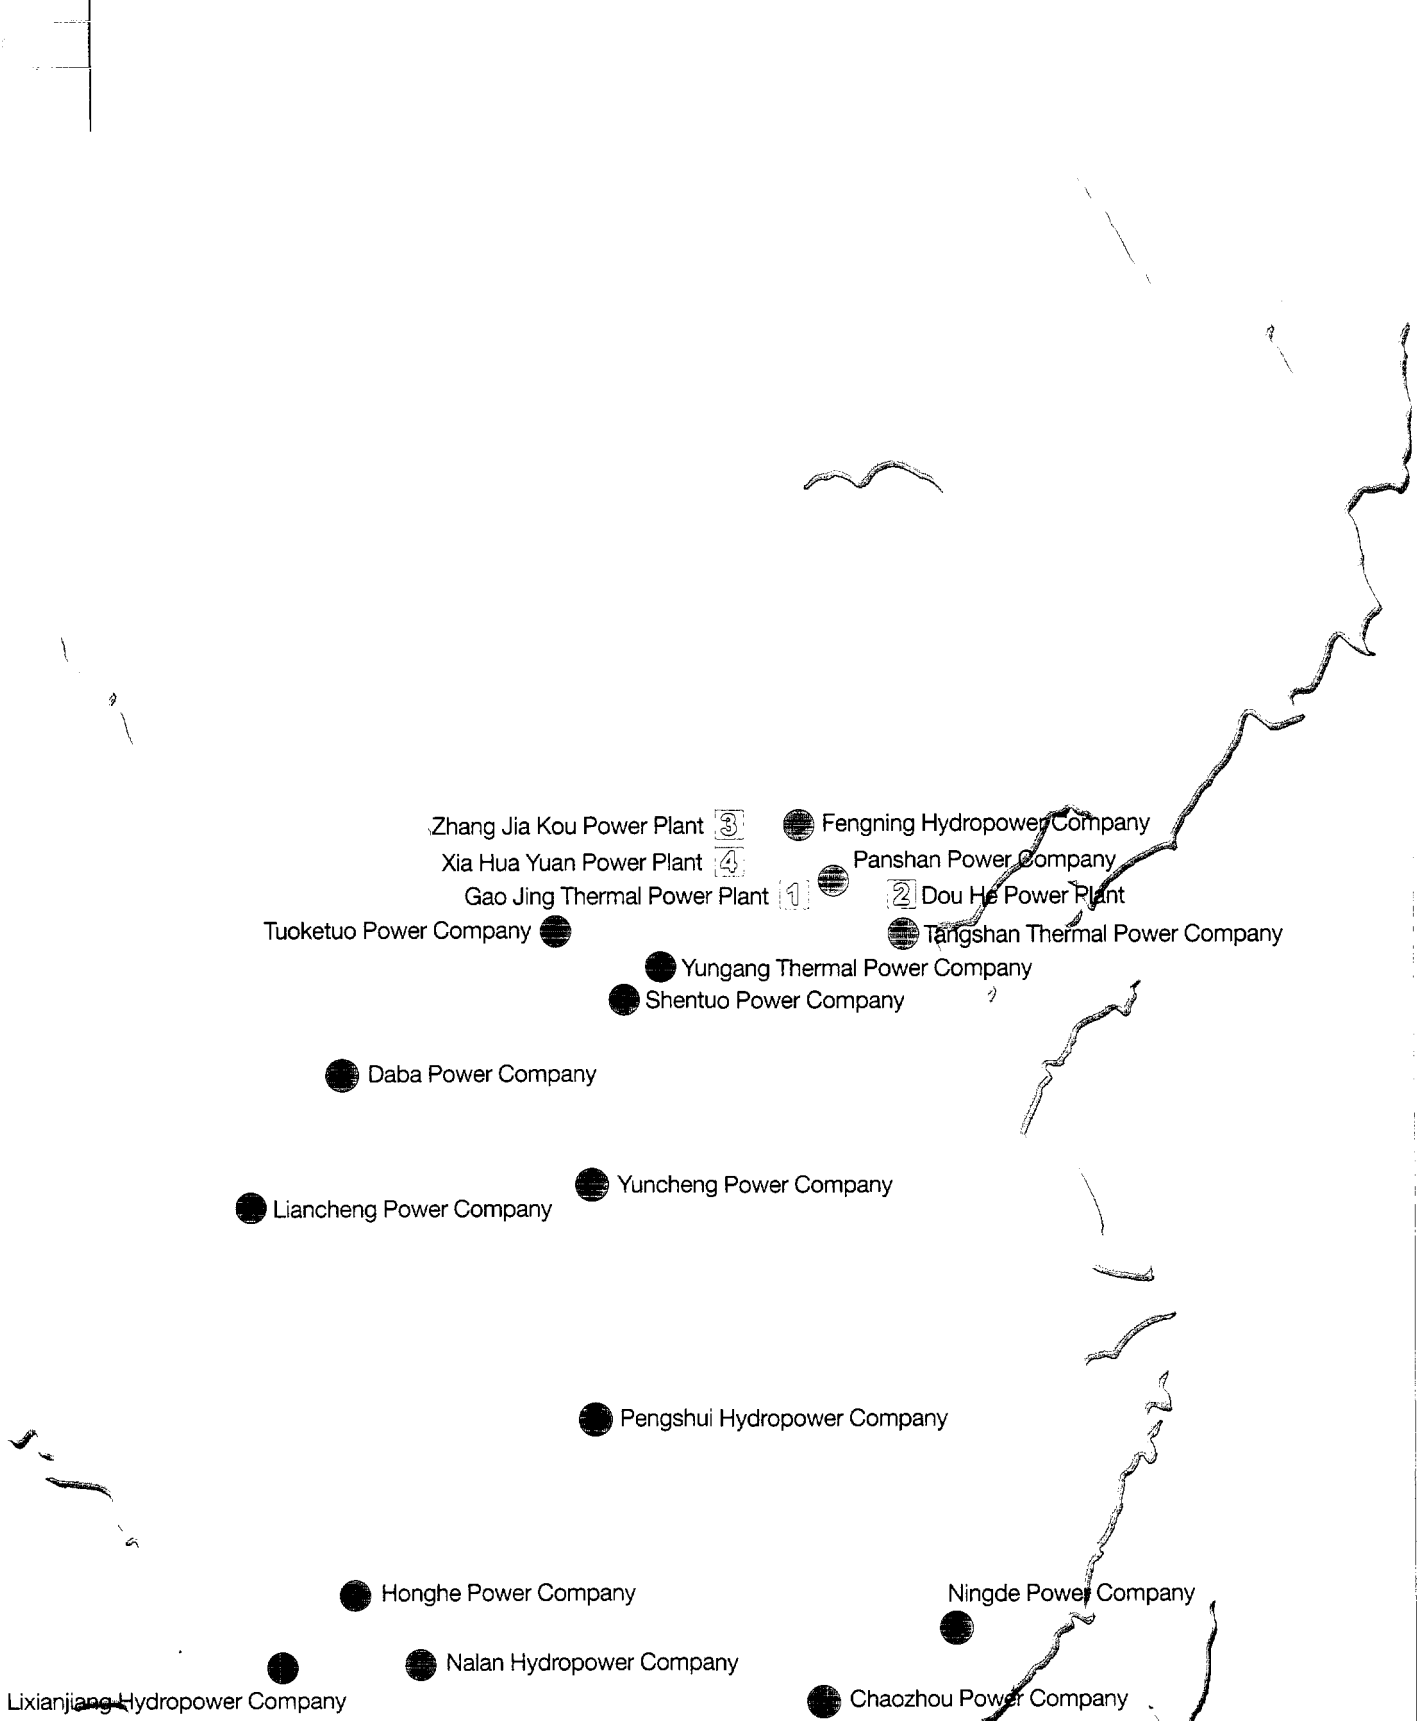 Zhang Jia Kou Power Plant 3
Fengning Hydropower Company
Xia Hua Yuan Power Plant 4
Panshan Power Company
Gao Jing Thermal Power Plant 1
2 Dou He Power Plant
Tuoketuo Power Company
Tangshan Thermal Power Company
Yungang Thermal Power Company
Shentuo Power Company
Daba Power Company
Yuncheng Power Company
Liancheng Power Company
Pengshui Hydropower Company
Honghe Power Company
Ningde Power Company
Nalan Hydropower Company
Lixianjiang Hydropower Company
Chaozhou Power Company